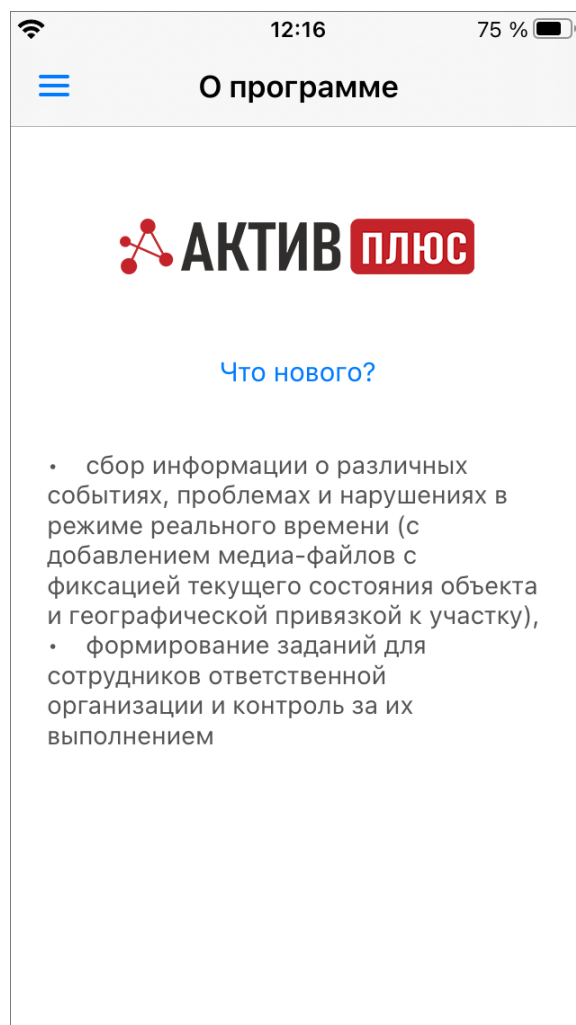 12:16
75 %
О программе
АКТИВ ПЛЮС
Что нового?
• сбор информации о различных
событиях, проблемах и нарушениях в
режиме реального времени (с
добавлением медиа-файлов с
фиксацией текущего состояния объекта
и географической привязкой к участку),
• формирование заданий для
сотрудников ответственной
организации и контроль за их
выполнением